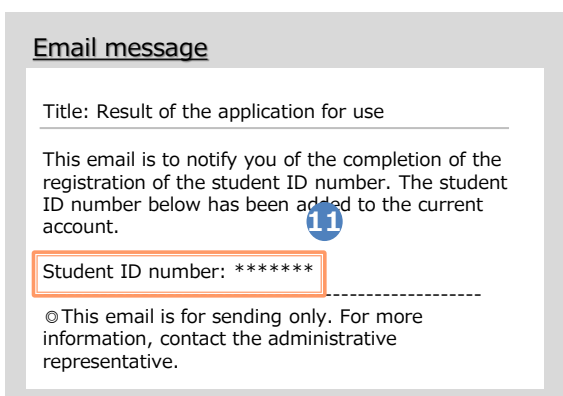 Email message
Title: Result of the application for use
This email is to notify you of the completion of the
registration of the student ID number. The student
ID number below has been added to the current
account.
11
Student ID number: *******
-------------------
◎This email is for sending only. For more
information, contact the administrative
representative.